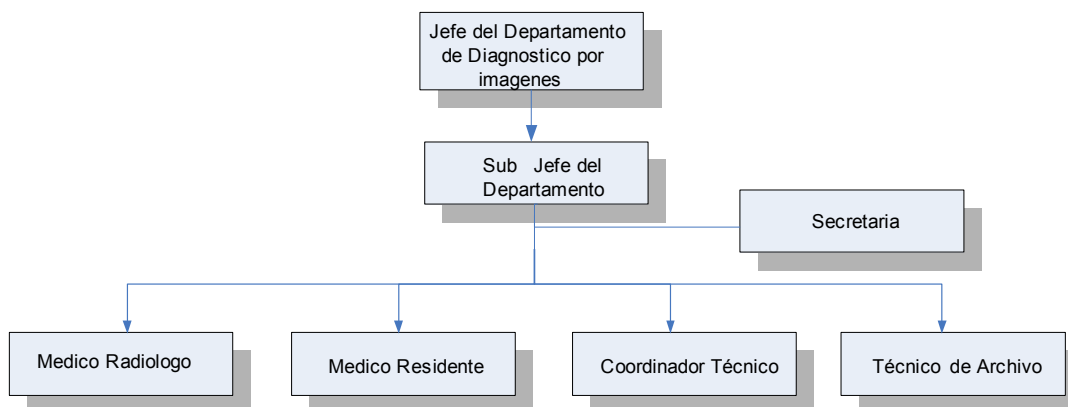 Jefe del Departamento
de Diagnostico por
imagenes
Sub Jefe del
Departamento
Secretaria
Medico Radiologo
Medico Residente
Coordinador Técnico
Técnico de Archivo